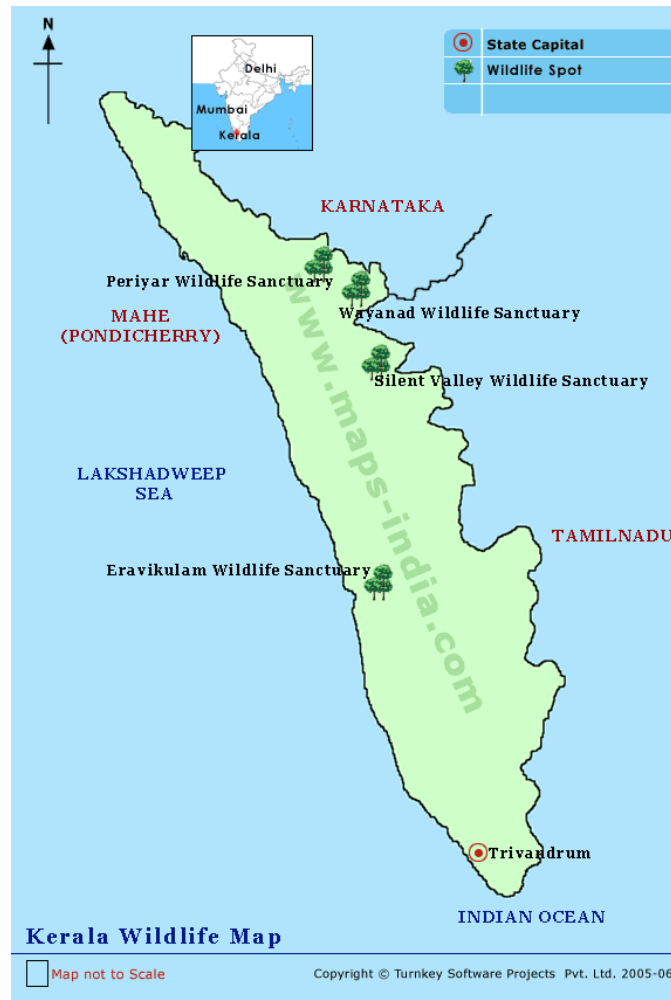 N
Delhi
Mumbai
Kerala
State Capital
Wildlife Spot
KARNATAKA
Periyar Wildlife Sanctuary
MAHE
(PONDICHERRY)
Wayanad Wildlife Sanctuary
Silent Valley Wildlife Sanctuary
www.maps-india.com
LAKSHADWEEP
SEA
TAMILNADU
Eravikulam Wildlife Sanctuary
Trivandrum
INDIAN OCEAN
Kerala Wildlife Map
Map not to Scale
Copyright © Turnkey Software Projects Pvt. Ltd. 2005-06